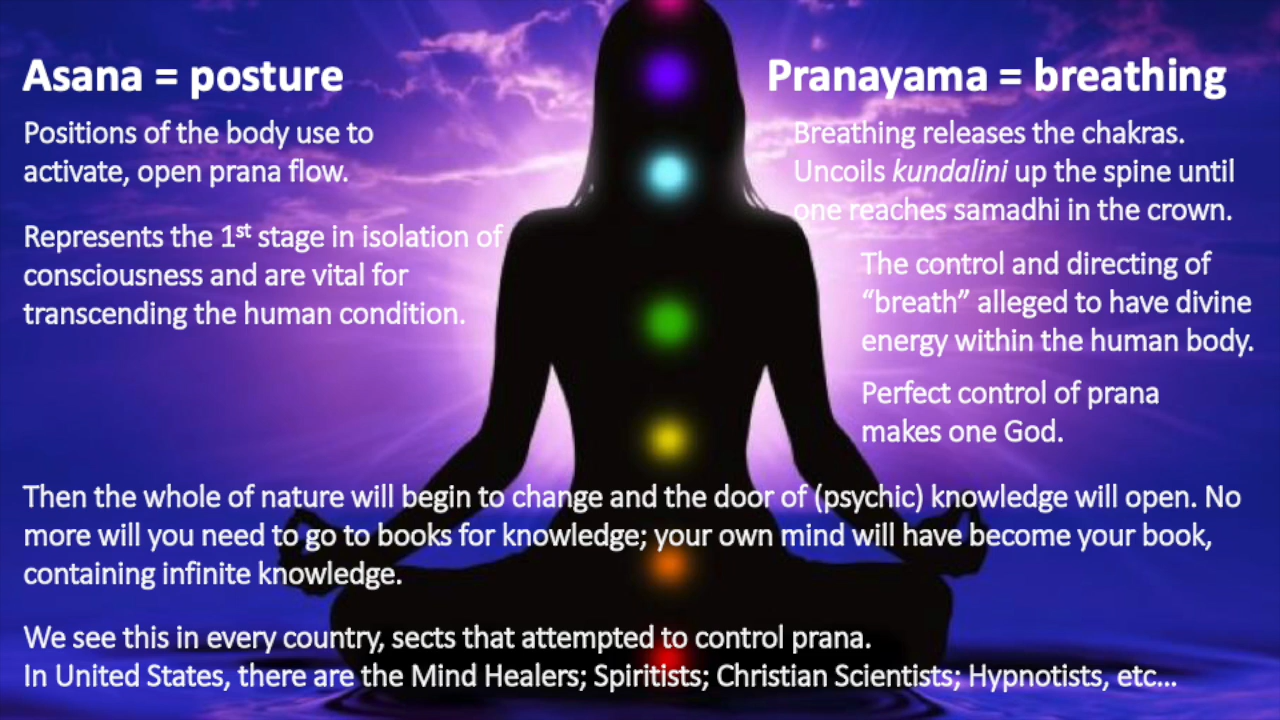 Asana = posture
Positions of the body use to
activate, open prana flow.
Represents the 1st stage in isolation of
consciousness and are vital for
transcending the human condition.
Pranayama = breathing
Breathing releases the chakras.
Uncoils kundalini up the spine until
one reaches samadhi in the crown.
The control and directing of
“breath” alleged to have divine
energy within the human body.
Perfect control of prana
makes one God.
Then the whole of nature will begin to change and the door of (psychic) knowledge will open. No
more will you need to go to books for knowledge; your own mind will have become your book,
containing infinite knowledge.
We see this in every country, sects that attempted to control prana.
In United States, there are the Mind Healers; Spiritists; Christian Scientists; Hypnotists, etc...